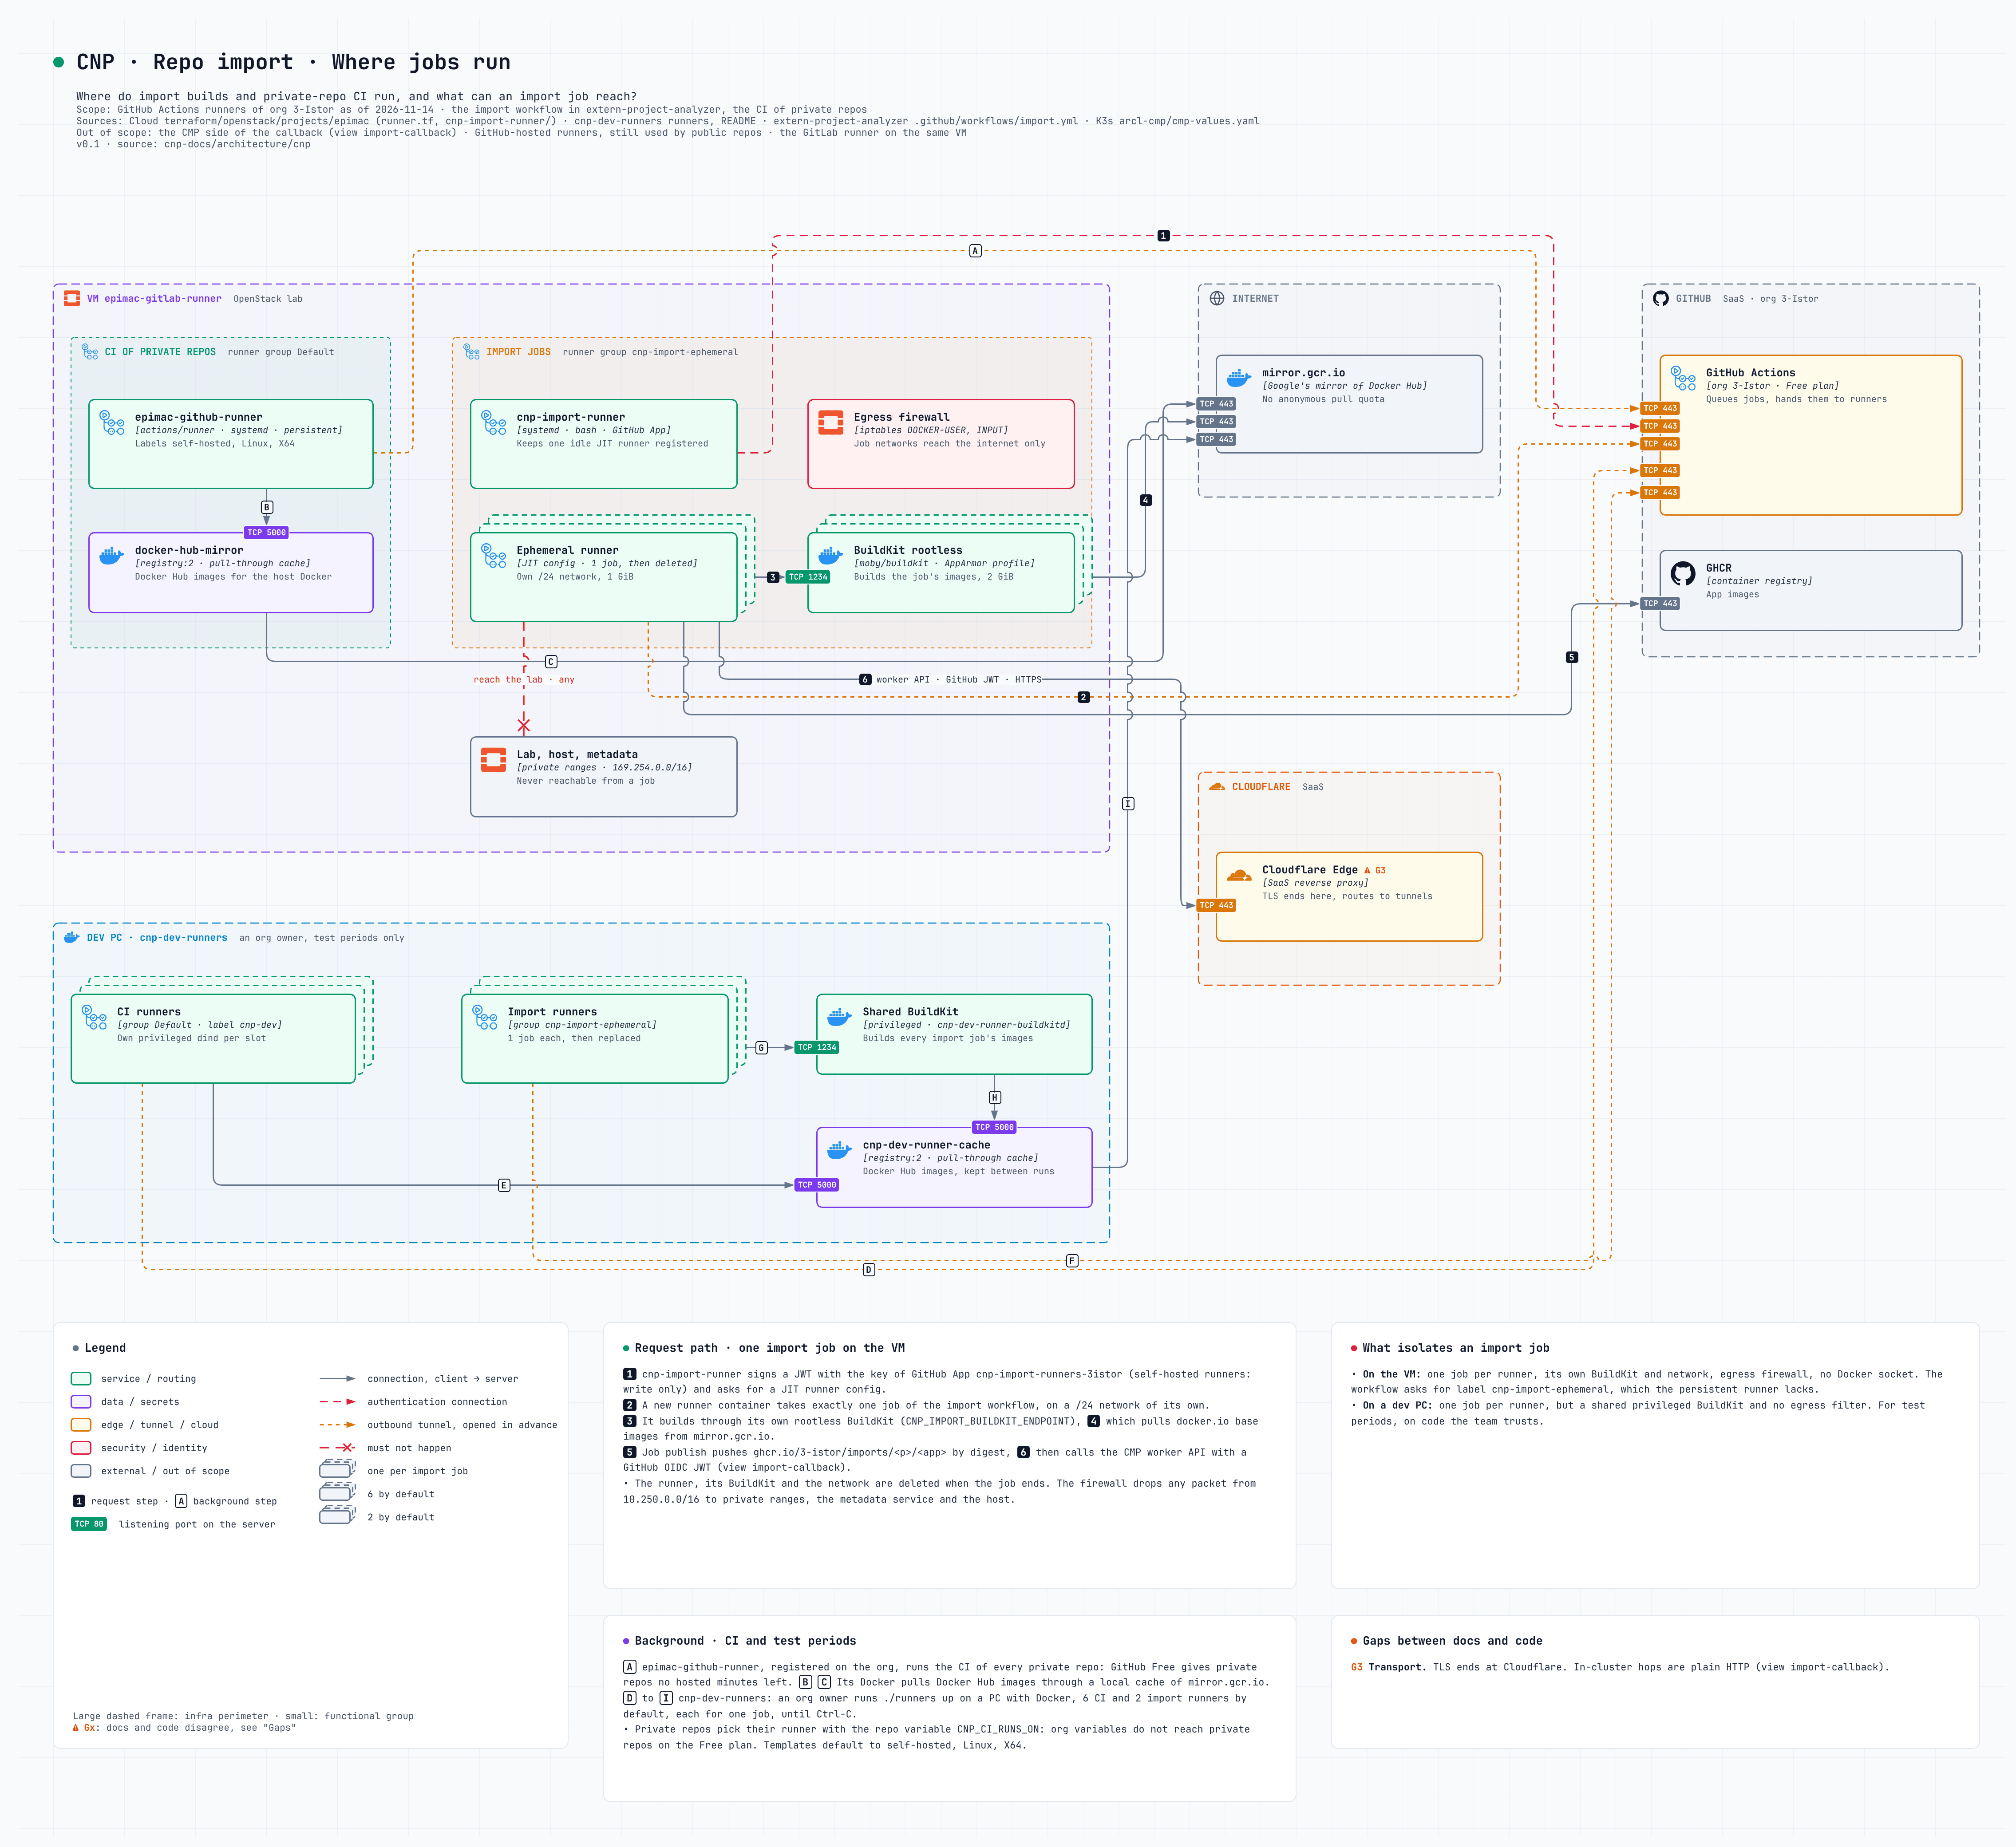 CNP · Repo import · Where jobs run
Where do import builds and private-repo CI run, and what can an import job reach?
Scope: GitHub Actions runners of org 3-Istor as of 2026-11-14 · the import workflow in extern-project-analyzer, the CI of private repos
Sources: Cloud terraform/openstack/projects/epimac (runner.tf, cnp-import-runner/) · cnp-dev-runners runners, README · extern-project-analyzer .github/workflows/import.yml · K3s arcl-cmp/cmp-values.yaml
Out of scope: the CMP side of the callback (view import-callback) · GitHub-hosted runners, still used by public repos · the GitLab runner on the same VM
v0.1 · source: cnp-docs/architecture/cnp
1
A
VM epimac-gitlab-runner OpenStack lab
CI OF PRIVATE REPOS runner group Default
epimac-github-runner
[actions/runner · systemd · persistent]
Labels self-hosted, Linux, X64
B
TCP 5000
docker-hub-mirror
[registry:2 · pull-through cache]
Docker Hub images for the host Docker
IMPORT JOBS runner group cnp-import-ephemeral
cnp-import-runner
[systemd · bash · GitHub App]
Keeps one idle JIT runner registered
Egress firewall
[iptables DOCKER-USER, INPUT]
Job networks reach the internet only
Ephemeral runner
[JIT config · 1 job, then deleted]
Own /24 network, 1 GiB
3
TCP 1234
BuildKit rootless
[moby/buildkit · AppArmor profile]
Builds the job's images, 2 GiB
C
reach the lab · any
6 worker API · GitHub JWT · HTTPS
2
Lab, host, metadata
[private ranges · 169.254.0.0/16]
Never reachable from a job
INTERNET
mirror.gcr.io
[Google's mirror of Docker Hub]
No anonymous pull quota
TCP 443
TCP 443
TCP 443
4
I
GITHUB SaaS · org 3-Istor
GitHub Actions
[org 3-Istor · Free plan]
Queues jobs, hands them to runners
TCP 443
TCP 443
TCP 443
TCP 443
TCP 443
GHCR
[container registry]
App images
TCP 443
5
CLOUDFLARE SaaS
Cloudflare Edge G3
[SaaS reverse proxy]
TLS ends here, routes to tunnels
TCP 443
DEV PC · cnp-dev-runners an org owner, test periods only
CI runners
[group Default · label cnp-dev]
Own privileged dind per slot
Import runners
[group cnp-import-ephemeral]
1 job each, then replaced
G
TCP 1234
Shared BuildKit
[privileged · cnp-dev-runner-buildkitd]
Builds every import job's images
H
TCP 5000
cnp-dev-runner-cache
[registry:2 · pull-through cache]
Docker Hub images, kept between runs
E
TCP 5000
F
D
Legend
service / routing
data / secrets
edge / tunnel / cloud
security / identity
external / out of scope
1 request step · A background step
TCP 80 listening port on the server
connection, client → server
authentication connection
outbound tunnel, opened in advance
must not happen
one per import job
6 by default
2 by default
Large dashed frame: infra perimeter · small: functional group
Gx: docs and code disagree, see "Gaps"
Request path · one import job on the VM
1 cnp-import-runner signs a JWT with the key of GitHub App cnp-import-runners-3istor (self-hosted runners:
write only) and asks for a JIT runner config.
2 A new runner container takes exactly one job of the import workflow, on a /24 network of its own.
3 It builds through its own rootless BuildKit (CNP_IMPORT_BUILDKIT_ENDPOINT), 4 which pulls docker.io base
images from mirror.gcr.io.
5 Job publish pushes ghcr.io/3-istor/imports/<p>/<app> by digest, 6 then calls the CMP worker API with a
GitHub OIDC JWT (view import-callback).
• The runner, its BuildKit and the network are deleted when the job ends. The firewall drops any packet from
10.250.0.0/16 to private ranges, the metadata service and the host.
What isolates an import job
• On the VM: one job per runner, its own BuildKit and network, egress firewall, no Docker socket. The
workflow asks for label cnp-import-ephemeral, which the persistent runner lacks.
• On a dev PC: one job per runner, but a shared privileged BuildKit and no egress filter. For test
periods, on code the team trusts.
Background · CI and test periods
A epimac-github-runner, registered on the org, runs the CI of every private repo: GitHub Free gives private
repos no hosted minutes left. B C Its Docker pulls Docker Hub images through a local cache of mirror.gcr.io.
D to I cnp-dev-runners: an org owner runs ./runners up on a PC with Docker, 6 CI and 2 import runners by
default, each for one job, until Ctrl-C.
• Private repos pick their runner with the repo variable CNP_CI_RUNS_ON: org variables do not reach private
repos on the Free plan. Templates default to self-hosted, Linux, X64.
Gaps between docs and code
G3 Transport. TLS ends at Cloudflare. In-cluster hops are plain HTTP (view import-callback).